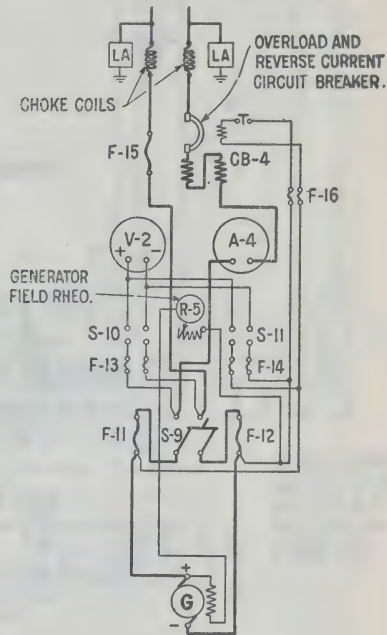 LA
LA
OVERLOAD AND
REVERSE CURRENT
CIRCUIT BREAKER.
CHOKE COILS
T
F-15
CB-4
F-16
V-2
+ −
A-4
GENERATOR
FIELD RHEO.
R-5
S-10
S-11
F-13
F-14
F-11
S-9
F-12
+
G
−